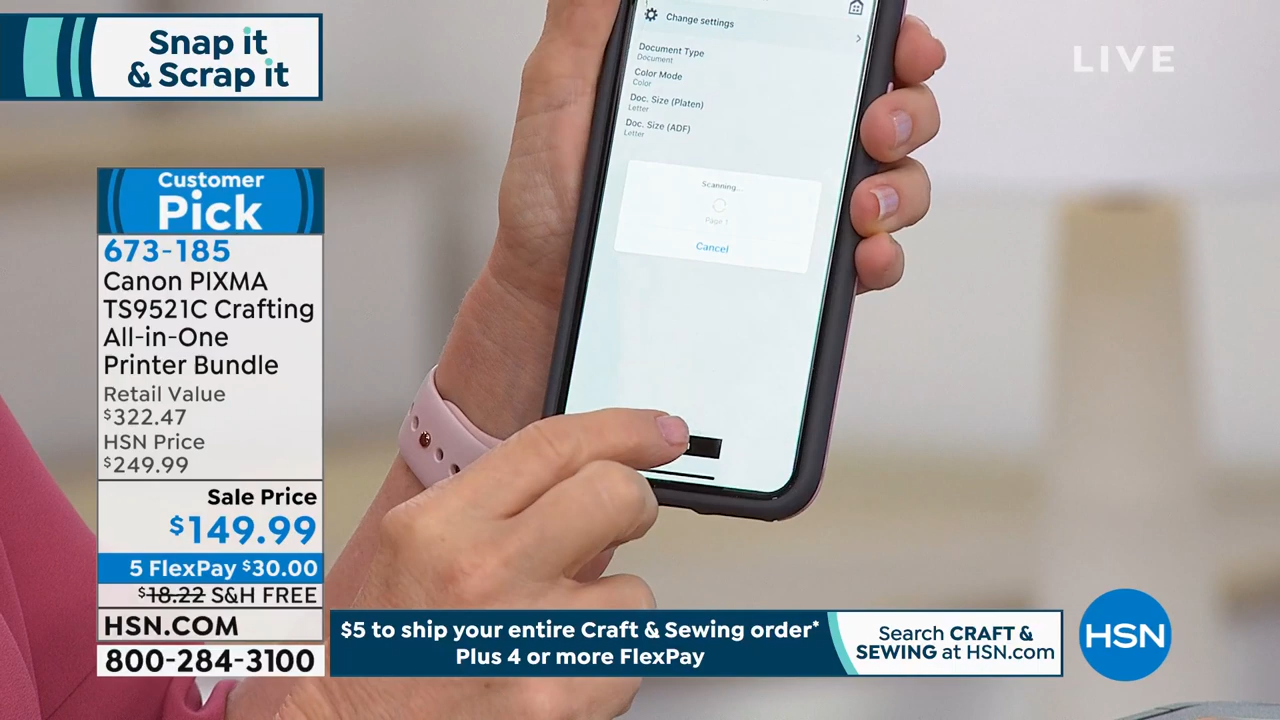 Snap it
& Scrap it
LIVE
Change settings
Document Type
Document
Color Mode
Color
Doc. Size (Platen)
Letter
Doc. Size (ADF)
Letter
Scanning...
Page 1
Cancel
Customer
Pick
673-185
Canon PIXMA
TS9521C Crafting
All-in-One
Printer Bundle
Retail Value
$322.47
HSN Price
$249.99
Sale Price
$149.99
5 FlexPay $30.00
$18.22 S&H FREE
HSN.COM
800-284-3100
$5 to ship your entire Craft & Sewing order*
Plus 4 or more FlexPay
Search CRAFT &
SEWING at HSN.com
HSN